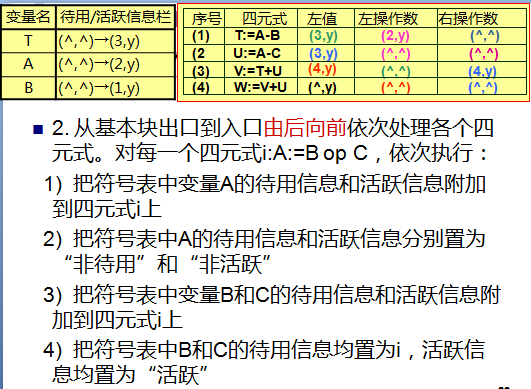 变量名 待用/活跃信息栏
T (^,^)→(3,y)
A (^,^)→(2,y)
B (^,^)→(1,y)
序号 四元式 左值 左操作数 右操作数
(1) T:=A-B (3,y) (2,y) (^,^)
(2 U:=A-C (3,y) (^,^) (^,^)
(3) V:=T+U (4,y) (^,^) (4,y)
(4) W:=V+U (^,y) (^,^) (^,^)
■ 2. 从基本块出口到入口由后向前依次处理各个四
元式。对每一个四元式i:A:=B op C，依次执行：
1) 把符号表中变量A的待用信息和活跃信息附加
到四元式i上
2) 把符号表中A的待用信息和活跃信息分别置为
“非待用”和“非活跃”
3) 把符号表中变量B和C的待用信息和活跃信息附
加到四元式i上
4) 把符号表中B和C的待用信息均置为i，活跃信
息均置为“活跃”